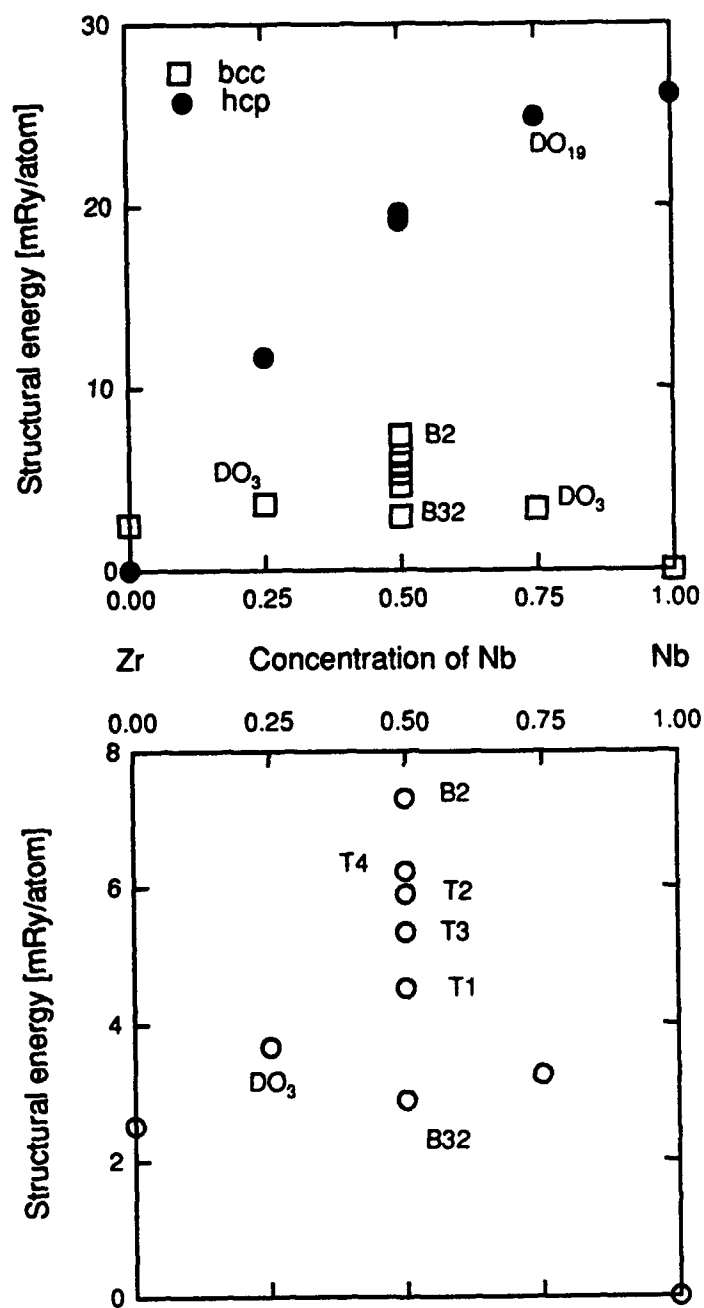 30
20
10
0
Structural energy [mRy/atom]
bcc
hcp
DO19
B2
DO3
B32
DO3
0.00 0.25 0.50 0.75 1.00
Zr Concentration of Nb Nb
0.00 0.25 0.50 0.75 1.00
8
6
4
2
0
Structural energy [mRy/atom]
B2
T4
T2
T3
T1
DO3
B32